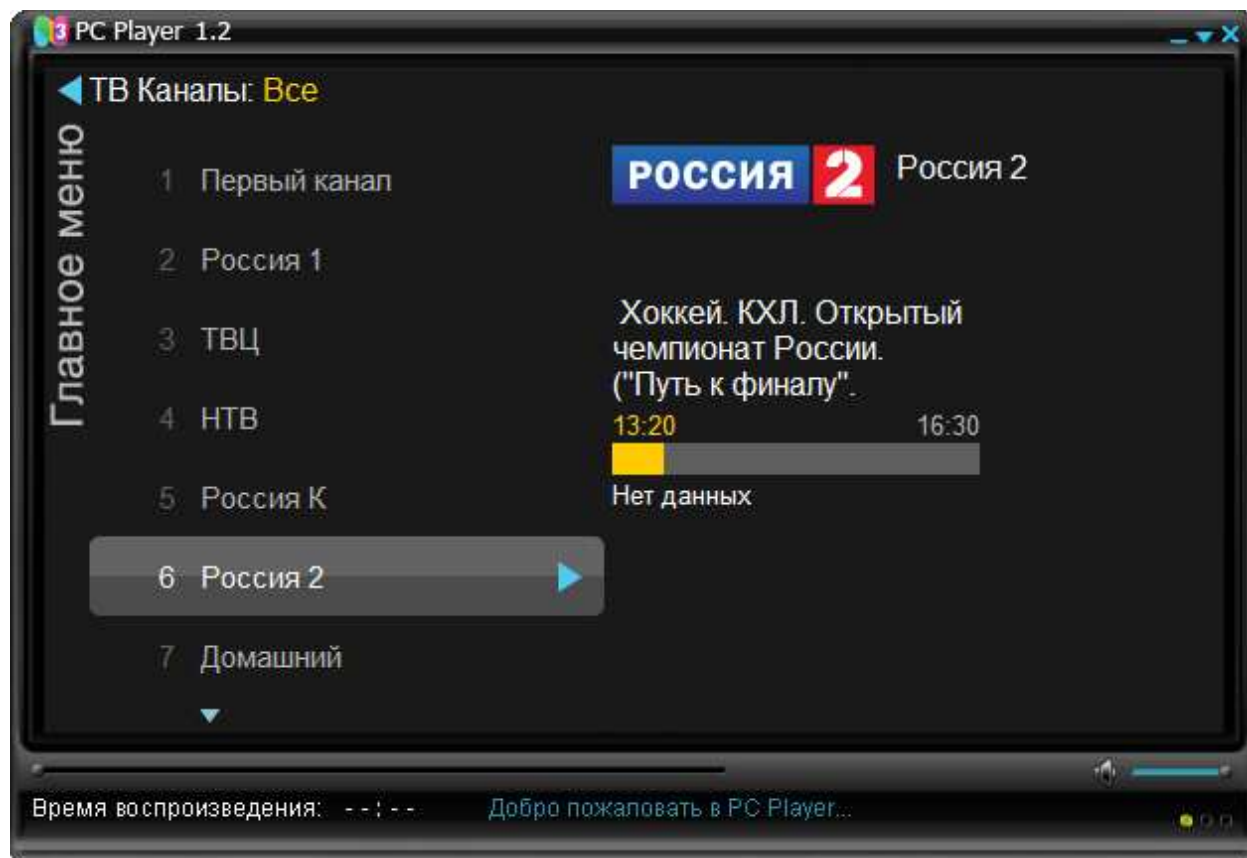 3 PC Player 1.2
ТВ Каналы: Все
Главное меню
1 Первый канал
2 Россия 1
3 ТВЦ
4 НТВ
5 Россия К
6 Россия 2
7 Домашний
РОССИЯ 2 Россия 2
Хоккей. КХЛ. Открытый
чемпионат России.
("Путь к финалу".
13:20 16:30
Нет данных
Время воспроизведения: --:-- Добро пожаловать в PC Player...